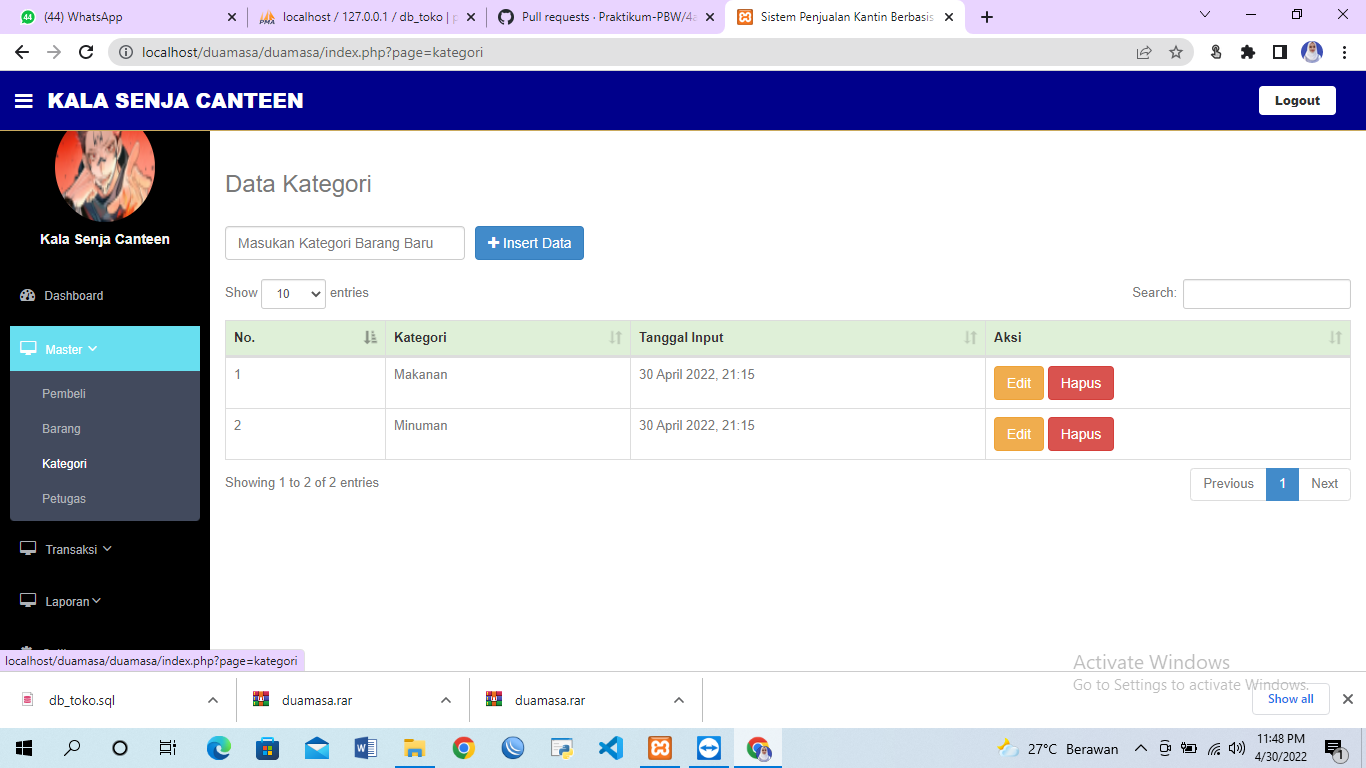 (44) WhatsApp
localhost / 127.0.0.1 / db_toko | p
Pull requests · Praktikum-PBW/4a
Sistem Penjualan Kantin Berbasis
localhost/duamasa/duamasa/index.php?page=kategori
KALA SENJA CANTEEN
Logout
Kala Senja Canteen
Dashboard
Master
Pembeli
Barang
Kategori
Petugas
Transaksi
Laporan
localhost/duamasa/duamasa/index.php?page=kategori
Data Kategori
Masukan Kategori Barang Baru
Insert Data
Show 10 entries
Search:
No. Kategori Tanggal Input Aksi
1 Makanan 30 April 2022, 21:15 Edit Hapus
2 Minuman 30 April 2022, 21:15 Edit Hapus
Showing 1 to 2 of 2 entries
Previous 1 Next
Activate Windows
Go to Settings to activate Windows.
db_toko.sql
duamasa.rar
duamasa.rar
Show all
27°C Berawan
11:48 PM
4/30/2022
1